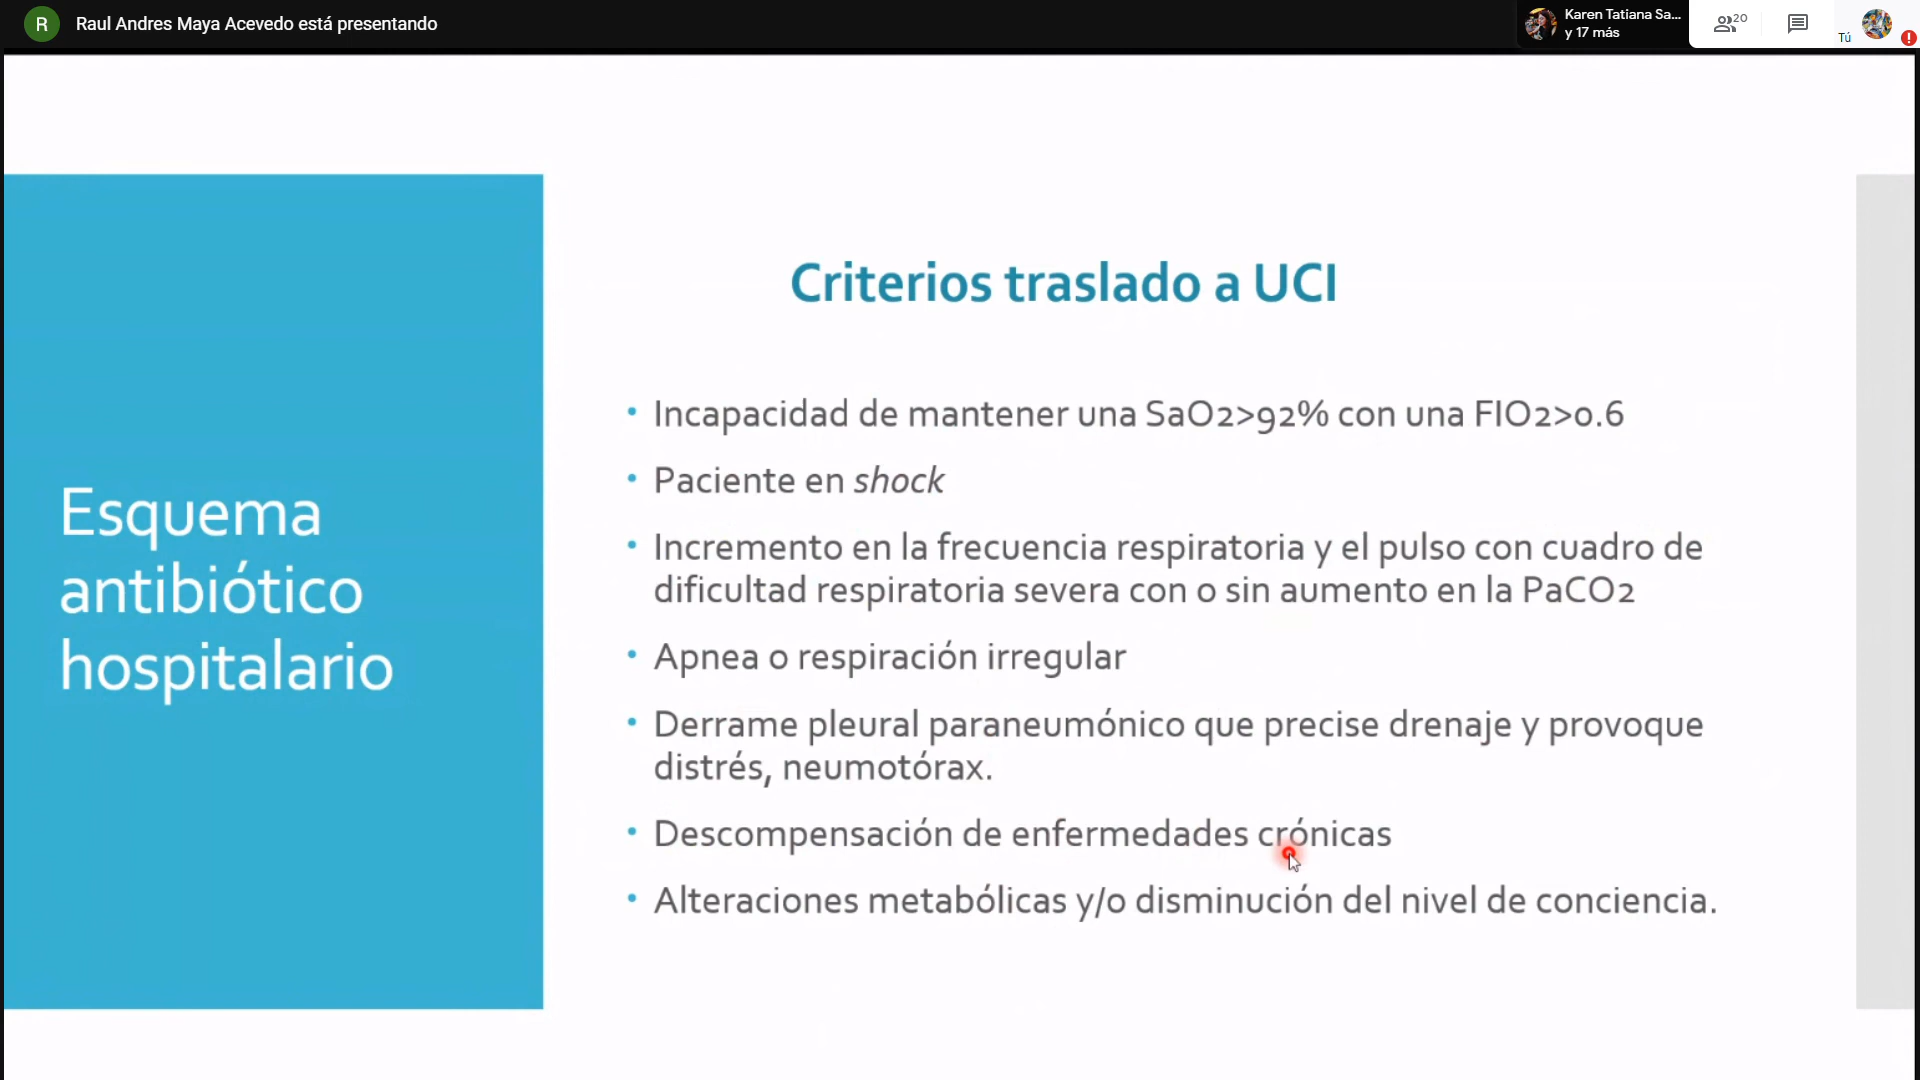 R Raul Andres Maya Acevedo está presentando
Karen Tatiana Sa...
y 17 más
20
Tú
Esquema
antibiótico
hospitalario
Criterios traslado a UCI
• Incapacidad de mantener una SaO2>92% con una FIO2>0.6
• Paciente en shock
• Incremento en la frecuencia respiratoria y el pulso con cuadro de
dificultad respiratoria severa con o sin aumento en la PaCO2
• Apnea o respiración irregular
• Derrame pleural paraneumónico que precise drenaje y provoque
distrés, neumotórax.
• Descompensación de enfermedades crónicas
• Alteraciones metabólicas y/o disminución del nivel de conciencia.